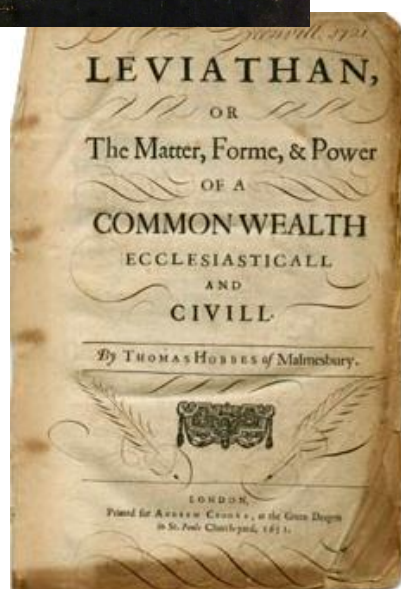 LEVIATHAN,
OR
The Matter, Forme, & Power
OF A
COMMON-WEALTH
ECCLESIASTICALL
AND
CIVILL.
By THOMAS HOBBES of Malmesbury.
LONDON,
Printed for ANDREW CROOKE, at the Green Dragon
in St. Pauls Church-yard, 1651.